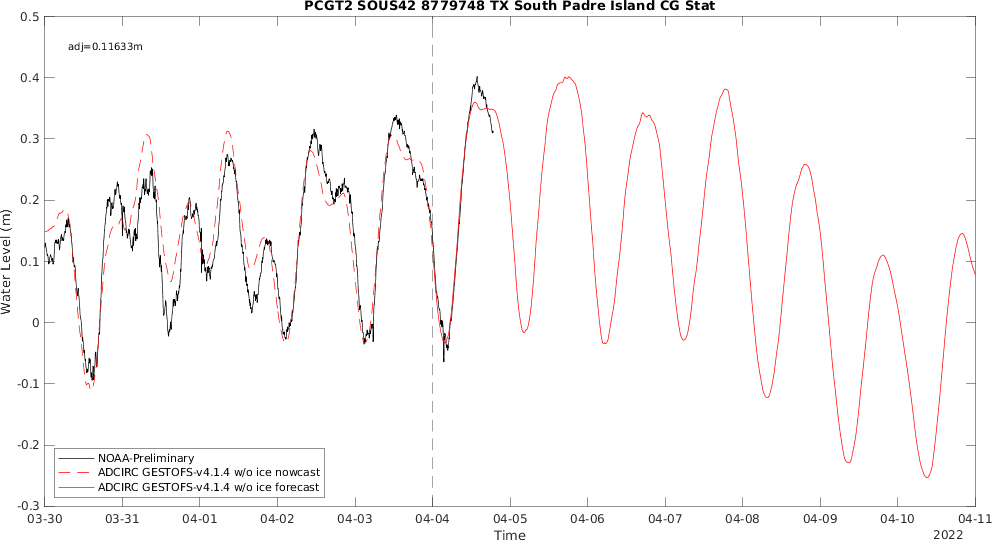 PCGT2 SOUS42 8779748 TX South Padre Island CG Stat
adj=0.11633m
0.5
0.4
0.3
0.2
0.1
0
-0.1
-0.2
-0.3
Water Level (m)
NOAA-Preliminary
ADCIRC GESTOFS-v4.1.4 w/o ice nowcast
ADCIRC GESTOFS-v4.1.4 w/o ice forecast
03-30 03-31 04-01 04-02 04-03 04-04 04-05 04-06 04-07 04-08 04-09 04-10 04-11
Time
2022